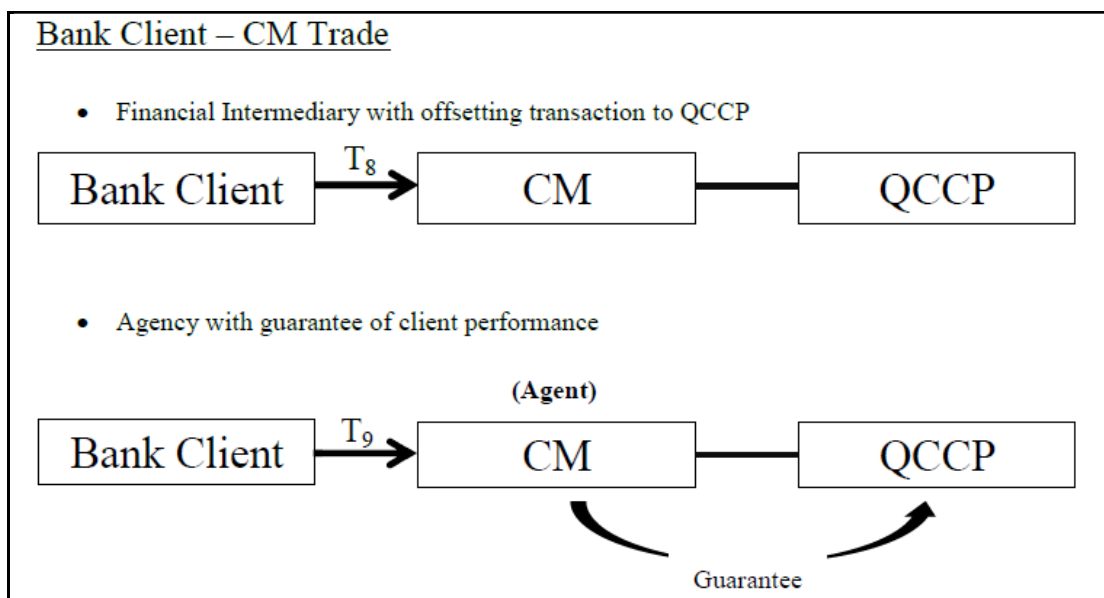 Bank Client – CM Trade
• Financial Intermediary with offsetting transaction to QCCP
T8
Bank Client CM QCCP
• Agency with guarantee of client performance
(Agent)
T9
Bank Client CM QCCP
Guarantee